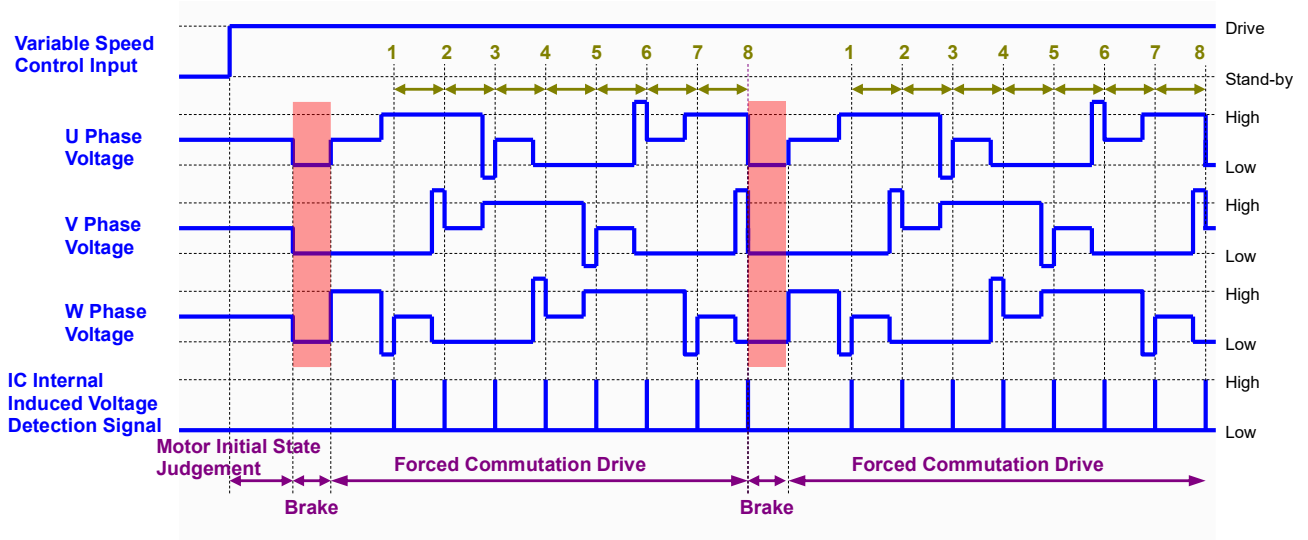 Variable Speed
Control Input
Drive
Stand-by
1 2 3 4 5 6 7 8 1 2 3 4 5 6 7 8
U Phase
Voltage
High
Low
V Phase
Voltage
High
Low
W Phase
Voltage
High
Low
IC Internal
Induced Voltage
Detection Signal
High
Low
Motor Initial State
Judgement
Forced Commutation Drive
Forced Commutation Drive
Brake
Brake